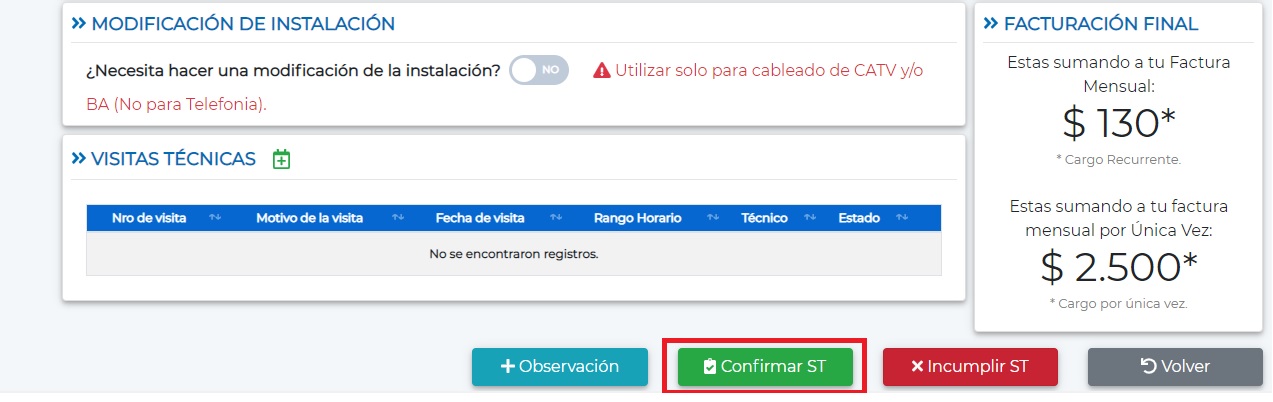 MODIFICACIÓN DE INSTALACIÓN
¿Necesita hacer una modificación de la instalación? NO Utilizar solo para cableado de CATV y/o
BA (No para Telefonia).
VISITAS TÉCNICAS
Nro de visita Motivo de la visita Fecha de visita Rango Horario Técnico Estado
No se encontraron registros.
FACTURACIÓN FINAL
Estas sumando a tu Factura
Mensual:
$ 130*
* Cargo Recurrente.
Estas sumando a tu factura
mensual por Única Vez:
$ 2.500*
* Cargo por única vez.
Observación Confirmar ST Incumplir ST Volver